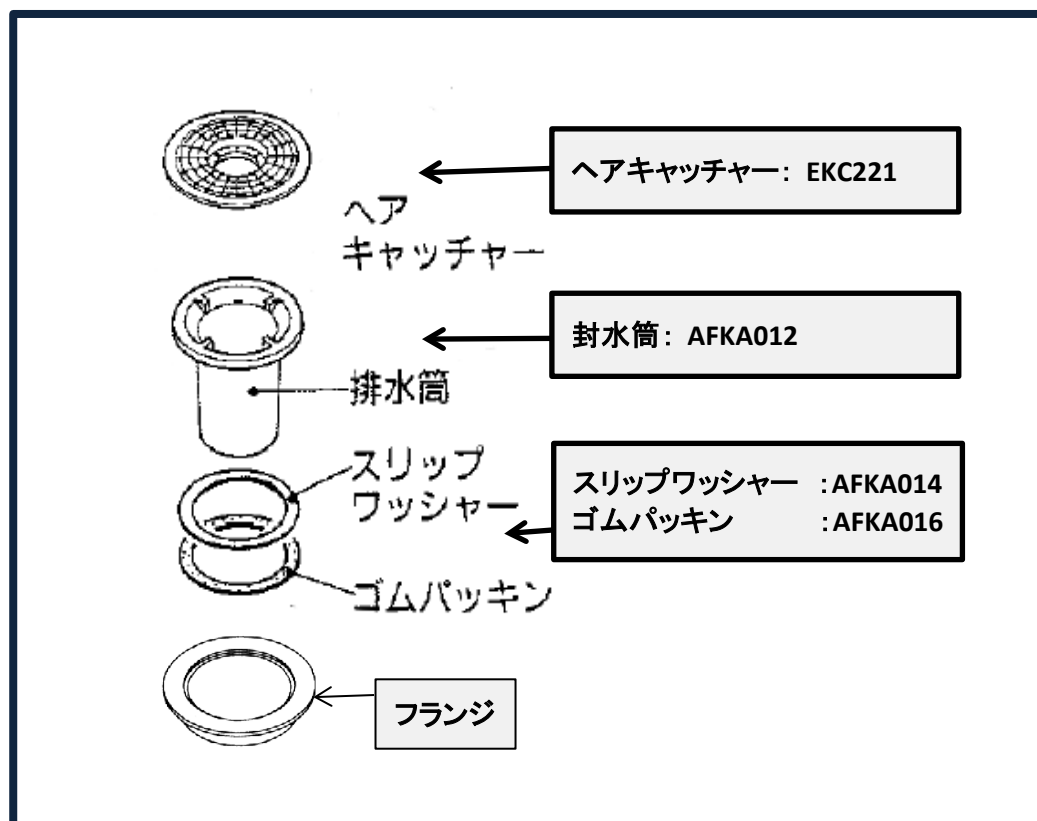 ヘアキャッチャー： EKC221
ヘア
キャッチャー
封水筒： AFKA012
排水筒
スリップ
ワッシャー
スリップワッシャー ：AFKA014
ゴムパッキン ：AFKA016
ゴムパッキン
フランジ